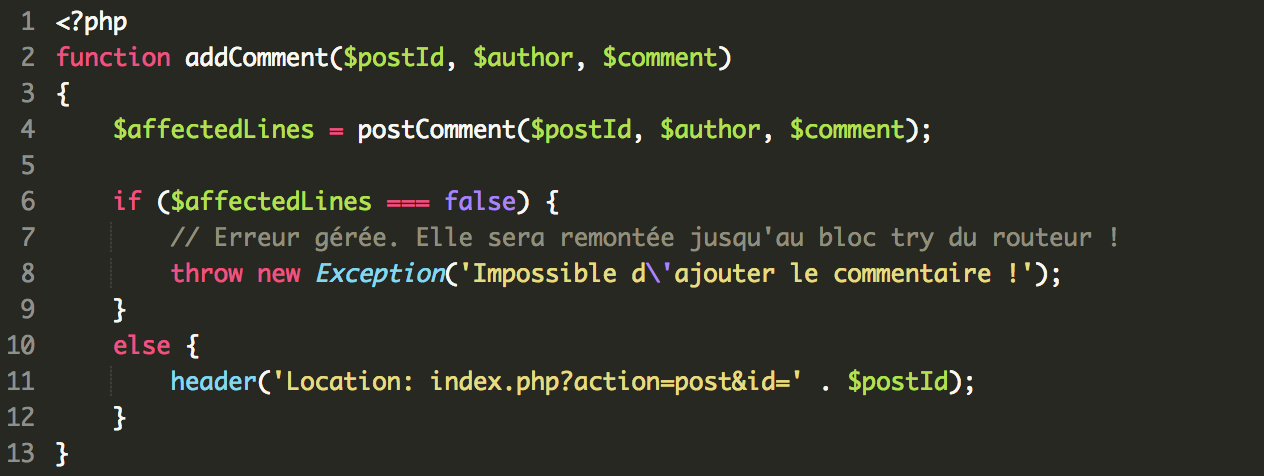 1 <?php
2 function addComment($postId, $author, $comment)
3 {
4     $affectedLines = postComment($postId, $author, $comment);
5
6     if ($affectedLines === false) {
7         // Erreur gérée. Elle sera remontée jusqu'au bloc try du routeur !
8         throw new Exception('Impossible d\'ajouter le commentaire !');
9     }
10     else {
11         header('Location: index.php?action=post&id=' . $postId);
12     }
13 }